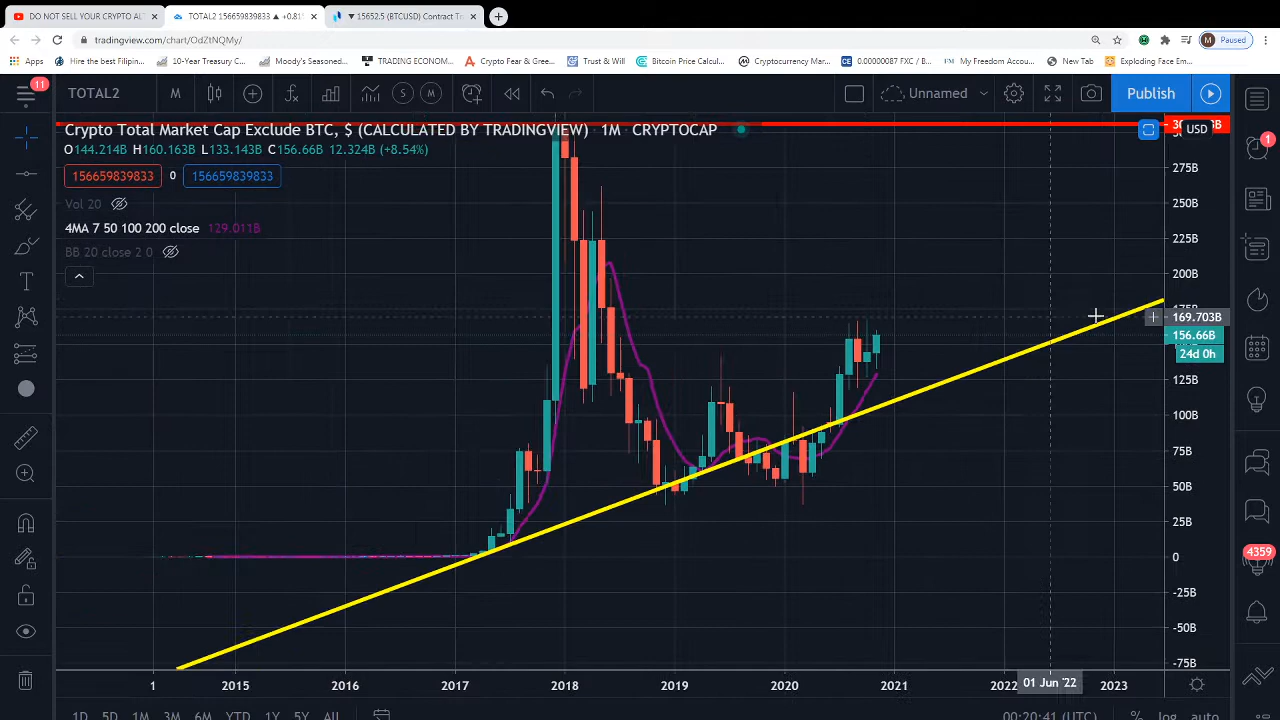 DO NOT SELL YOUR CRYPTO AL
TOTAL2 156659839833 ▲ +0.81
▼ 15652.5 (BTCUSD) Contract Tr
tradingview.com/chart/OdZtNQMy/
M Paused
Apps
Hire the best Filipin...
10-Year Treasury C...
Moody's Seasoned...
TRADING ECONOM...
Crypto Fear & Gree...
Trust & Will
Bitcoin Price Calcul...
Cryptocurrency Mar...
0.00000087 FXC / B...
My Freedom Accou...
New Tab
Exploding Face Em...
11
TOTAL2
M
S
M
Unnamed
Publish
Crypto Total Market Cap Exclude BTC, $ (CALCULATED BY TRADINGVIEW) · 1M · CRYPTOCAP
USD
O144.214B H160.163B L133.143B C156.66B 12.324B (+8.54%)
156659839833 0 156659839833
Vol 20
4MA 7 50 100 200 close 129.011B
BB 20 close 2 0
1
275B
250B
225B
200B
169.703B
156.66B
24d 0h
125B
100B
75B
50B
25B
0
-25B
-50B
-75B
4359
1 2015 2016 2017 2018 2019 2020 2021 2022 01 Jun '22 2023
1D 5D 1M 3M 6M YTD 1Y 5Y All
00:20:41 (UTC) % log auto